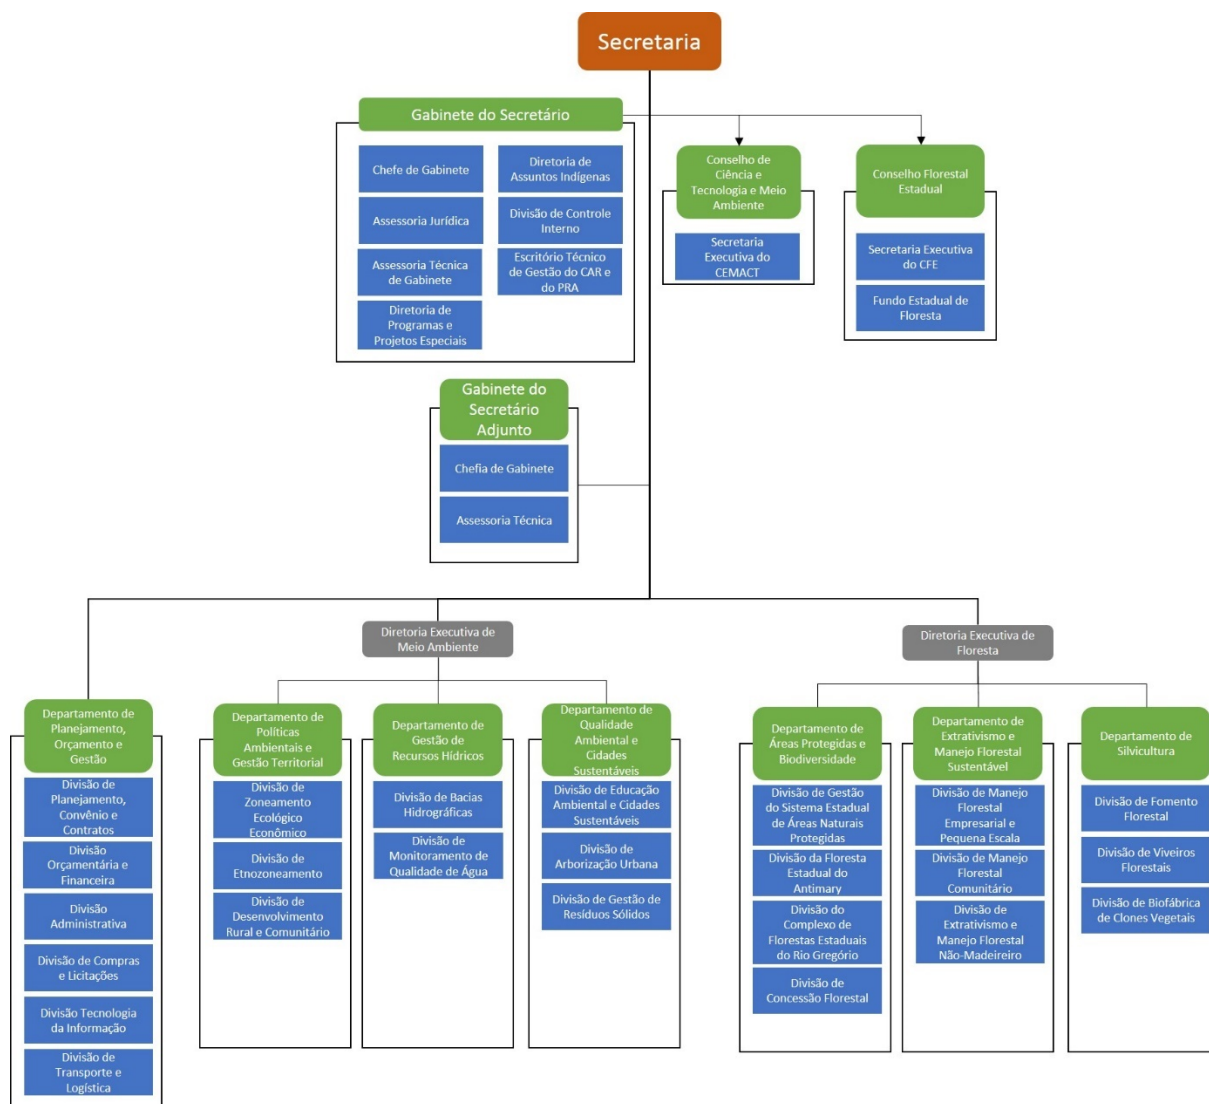 Secretaria
Gabinete do Secretário
Chefe de Gabinete
Assessoria Jurídica
Assessoria Técnica
de Gabinete
Diretoria de
Programas e
Projetos Especiais
Diretoria de
Assuntos Indígenas
Divisão de Controle
Interno
Escritório Técnico
de Gestão do CAR e
do PRA
Conselho de
Ciência e
Tecnologia e Meio
Ambiente
Secretaria
Executiva do
CEMACT
Conselho Florestal
Estadual
Secretaria Executiva
do CFE
Fundo Estadual de
Floresta
Gabinete do
Secretário
Adjunto
Chefia de Gabinete
Assessoria Técnica
Diretoria Executiva de
Meio Ambiente
Diretoria Executiva de
Floresta
Departamento de
Planejamento,
Orçamento e
Gestão
Divisão de
Planejamento,
Convênio e
Contratos
Divisão
Orçamentária e
Financeira
Divisão
Administrativa
Divisão de Compras
e Licitações
Divisão Tecnologia
da Informação
Divisão de
Transporte e
Logística
Departamento de
Políticas
Ambientais e
Gestão Territorial
Divisão de
Zoneamento
Ecológico
Econômico
Divisão de
Etnozoneamento
Divisão de
Desenvolvimento
Rural e Comunitário
Departamento de
Gestão de
Recursos Hídricos
Divisão de Bacias
Hidrográficas
Divisão de
Monitoramento de
Qualidade de Água
Departamento de
Qualidade
Ambiental e
Cidades
Sustentáveis
Divisão de Educação
Ambiental e Cidades
Sustentáveis
Divisão de
Arborização Urbana
Divisão de Gestão de
Resíduos Sólidos
Departamento de
Áreas Protegidas e
Biodiversidade
Divisão de Gestão
do Sistema Estadual
de Áreas Naturais
Protegidas
Divisão da Floresta
Estadual do
Antimary
Divisão do
Complexo de
Florestas Estaduais
do Rio Gregório
Divisão de
Concessão Florestal
Departamento de
Extrativismo e
Manejo Florestal
Sustentável
Divisão de Manejo
Florestal
Empresarial e
Pequena Escala
Divisão de Manejo
Florestal
Comunitário
Divisão de
Extrativismo e
Manejo Florestal
Não-Madeireiro
Departamento
de Silvicultura
Divisão de Fomento
Florestal
Divisão de Viveiros
Florestais
Divisão de Biofábrica
de Clones Vegetais